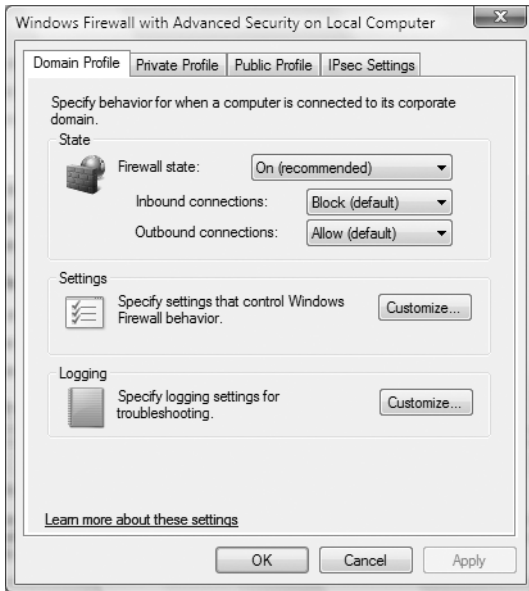 Windows Firewall with Advanced Security on Local Computer
Domain Profile Private Profile Public Profile IPsec Settings
Specify behavior for when a computer is connected to its corporate
domain.
State
Firewall state: On (recommended)
Inbound connections: Block (default)
Outbound connections: Allow (default)
Settings
Specify settings that control Windows
Firewall behavior.
Customize...
Logging
Specify logging settings for
troubleshooting.
Customize...
Learn more about these settings
OK Cancel Apply